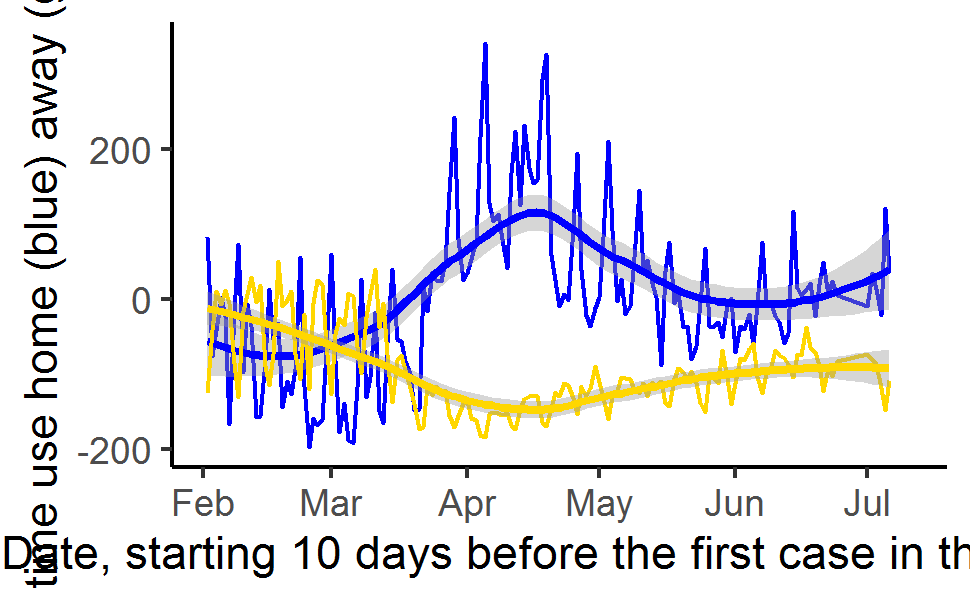 time use home (blue) away (
200
0
-200
Feb Mar Apr May Jun Jul
Date, starting 10 days before the first case in th